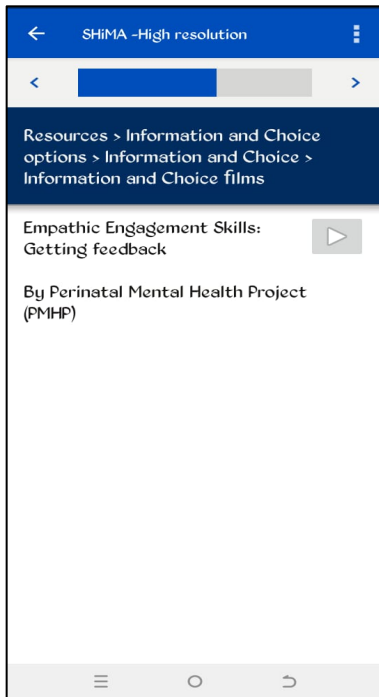 SHiMA -High resolution
Resources > Information and Choice
options > Information and Choice >
Information and Choice films
Empathic Engagement Skills:
Getting feedback
By Perinatal Mental Health Project
(PMHP)